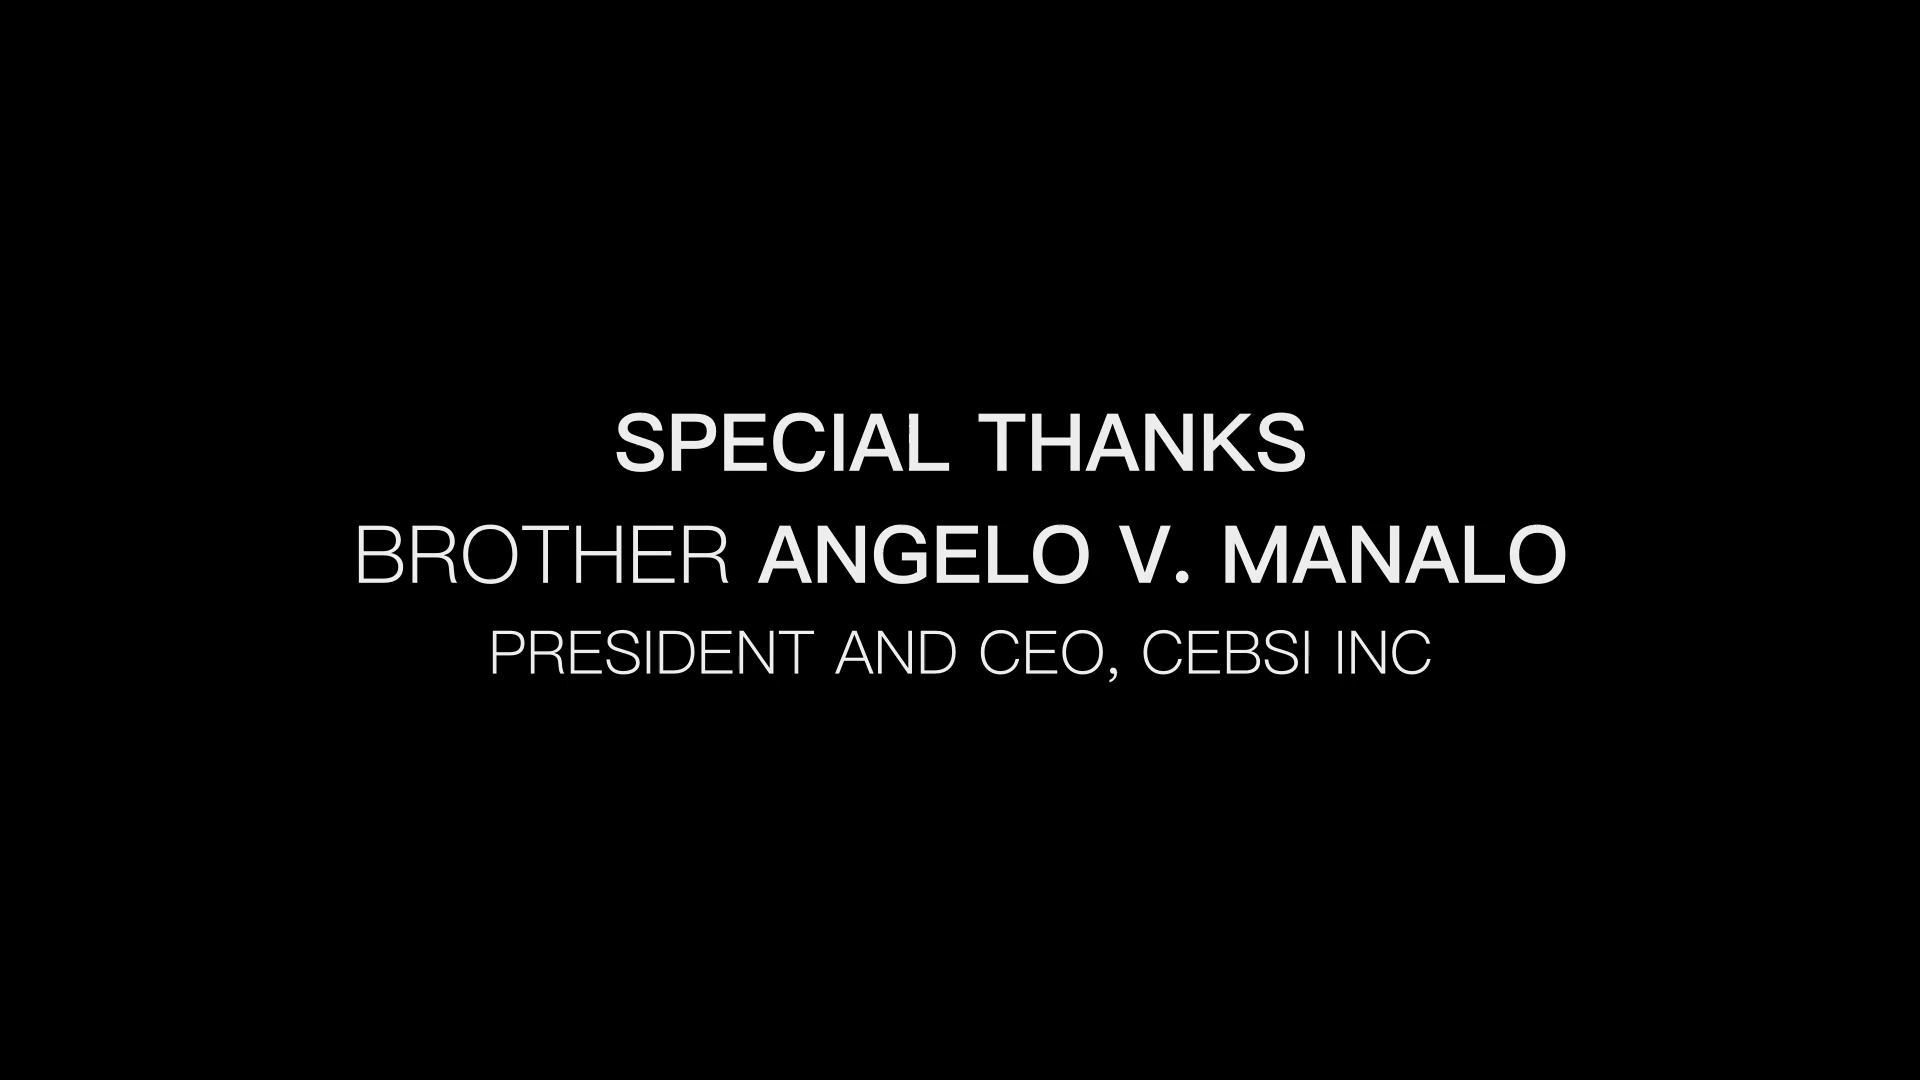 SPECIAL THANKS
BROTHER ANGELO V. MANALO
PRESIDENT AND CEO, CEBSI INC